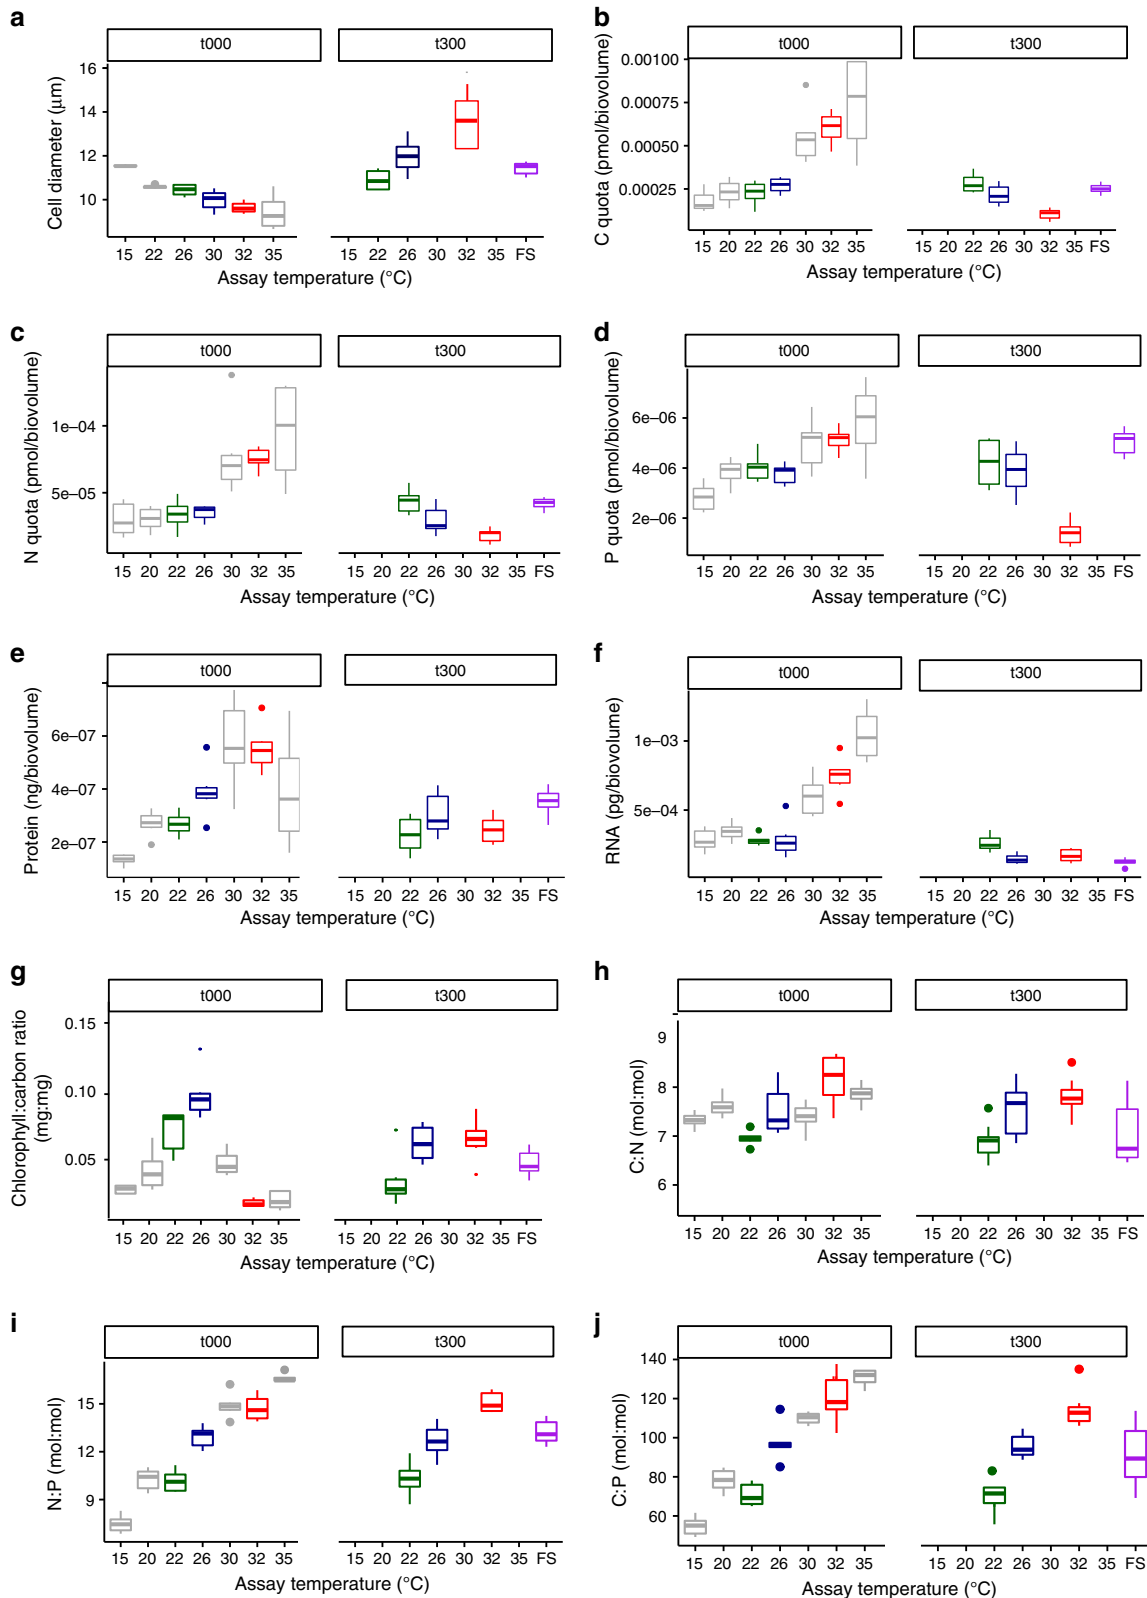 a
t000 t300
Cell diameter (µm)
16
14
12
10
15 22 26 30 32 35 15 20 22 26 30 32 35 FS
Assay temperature (°C)
b
t000 t300
C quota (pmol/biovolume)
0.00100
0.00075
0.00050
0.00025
15 20 22 26 30 32 35 15 20 22 26 30 32 35 FS
Assay temperature (°C)
c
t000 t300
N quota (pmol/biovolume)
1e–04
5e–05
15 20 22 26 30 32 35 15 20 22 26 30 32 35 FS
Assay temperature (°C)
d
t000 t300
P quota (pmol/biovolume)
6e–06
4e–06
2e–06
15 20 22 26 30 32 35 15 20 22 26 30 32 35 FS
Assay temperature (°C)
e
t000 t300
Protein (ng/biovolume)
6e–07
4e–07
2e–07
15 20 22 26 30 32 35 15 20 22 26 30 32 35 FS
Assay temperature (°C)
f
t000 t300
RNA (pg/biovolume)
1e–03
5e–04
15 20 22 26 30 32 35 15 20 22 26 30 32 35 FS
Assay temperature (°C)
g
t000 t300
Chlorophyll:carbon ratio
(mg:mg)
0.15
0.10
0.05
15 20 22 26 30 32 35 15 20 22 26 30 32 35 FS
Assay temperature (°C)
h
t000 t300
C:N (mol:mol)
9
8
7
6
15 20 22 26 30 32 35 15 20 22 26 30 32 35 FS
Assay temperature (°C)
i
t000 t300
N:P (mol:mol)
15
12
9
15 20 22 26 30 32 35 15 20 22 26 30 32 35 FS
Assay temperature (°C)
j
t000 t300
C:P (mol:mol)
140
120
100
80
60
15 20 22 26 30 32 35 15 20 22 26 30 32 35 FS
Assay temperature (°C)